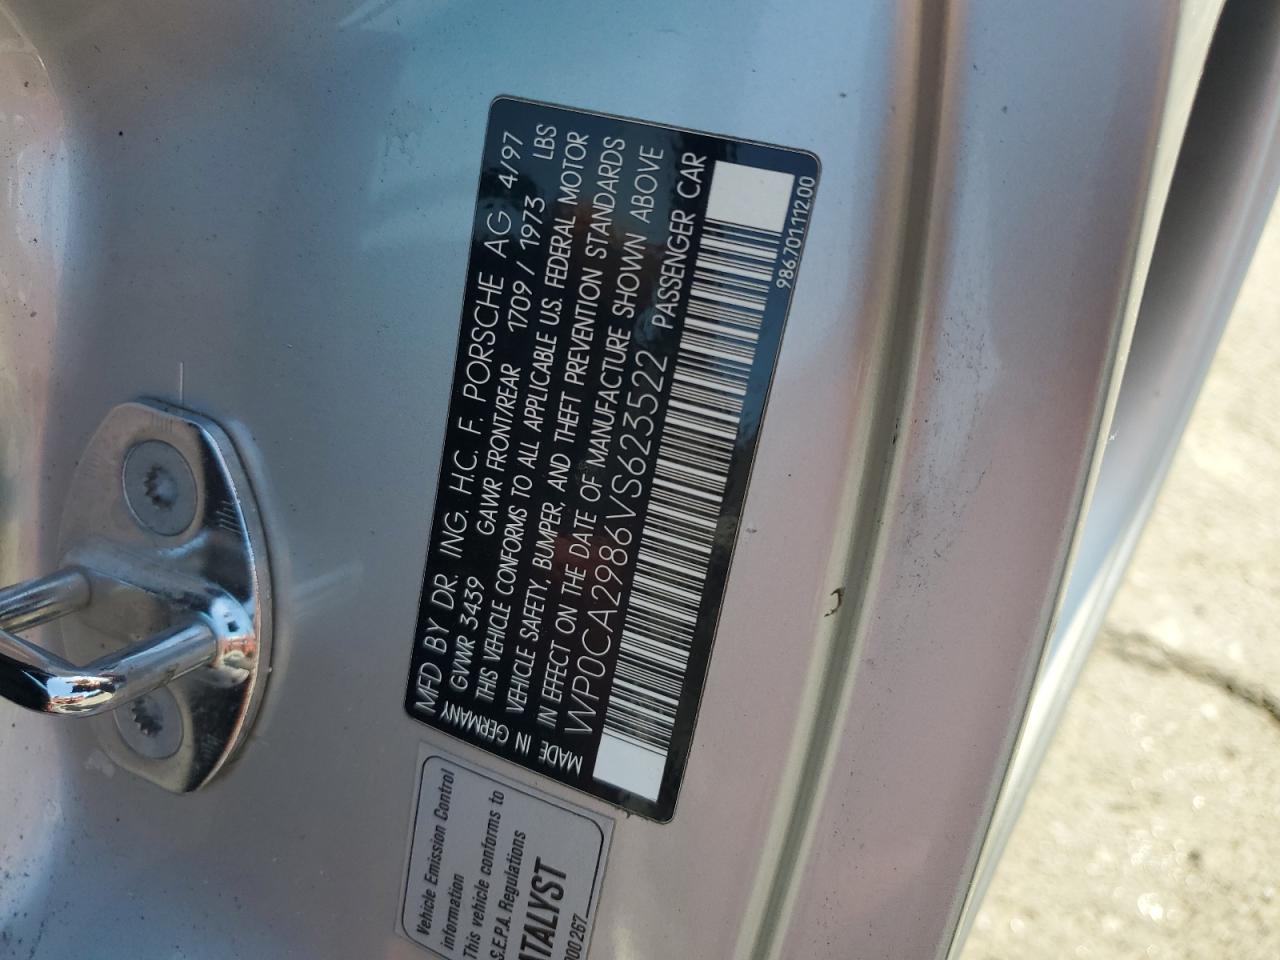 MFD BY DR. ING. H.C. F. PORSCHE AG 4/97
GVWR 3439 GAWR FRONT/REAR 1709 / 1973 LBS
THIS VEHICLE CONFORMS TO ALL APPLICABLE U.S. FEDERAL MOTOR
VEHICLE SAFETY, BUMPER, AND THEFT PREVENTION STANDARDS
IN EFFECT ON THE DATE OF MANUFACTURE SHOWN ABOVE
WP0CA2986VS623522 PASSENGER CAR
MADE IN GERMANY
986.701.112.00
Vehicle Emission Control
information
This vehicle conforms to
S.E.P.A. Regulations
ATALYST
000 267